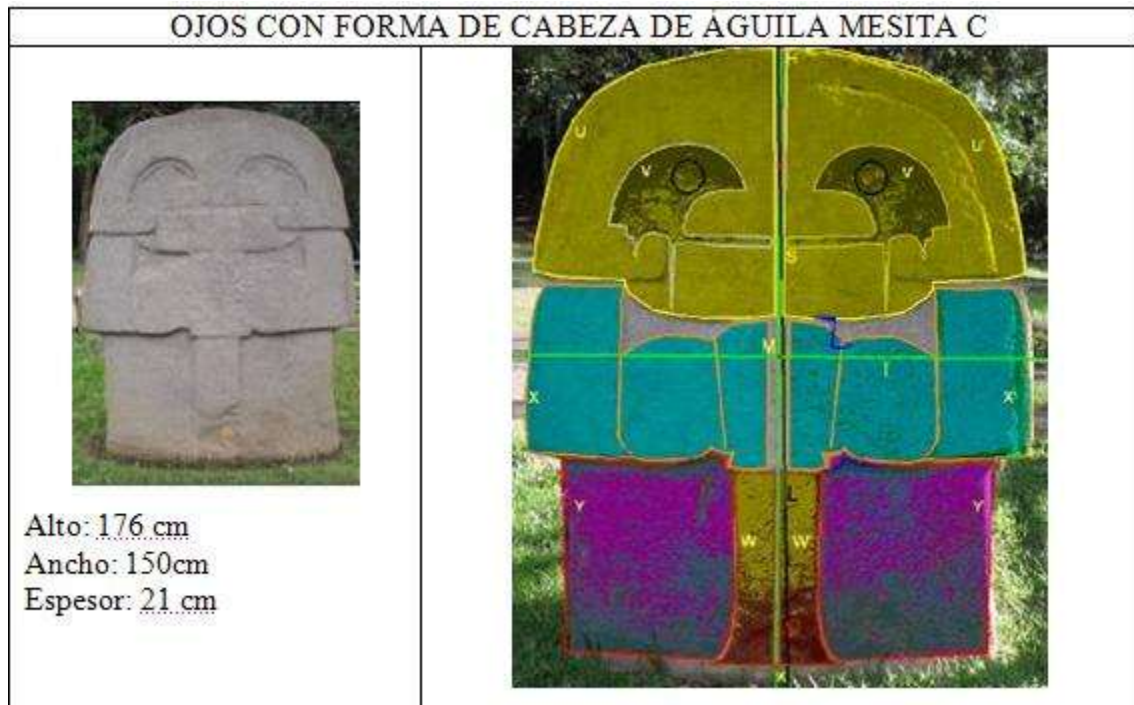 OJOS CON FORMA DE CABEZA DE ÁGUILA MESITA C
Alto: 176 cm
Ancho: 150cm
Espesor: 21 cm
U
U'
V
V'
S
M
T
X
X'
L
Y
W
W'
Y'